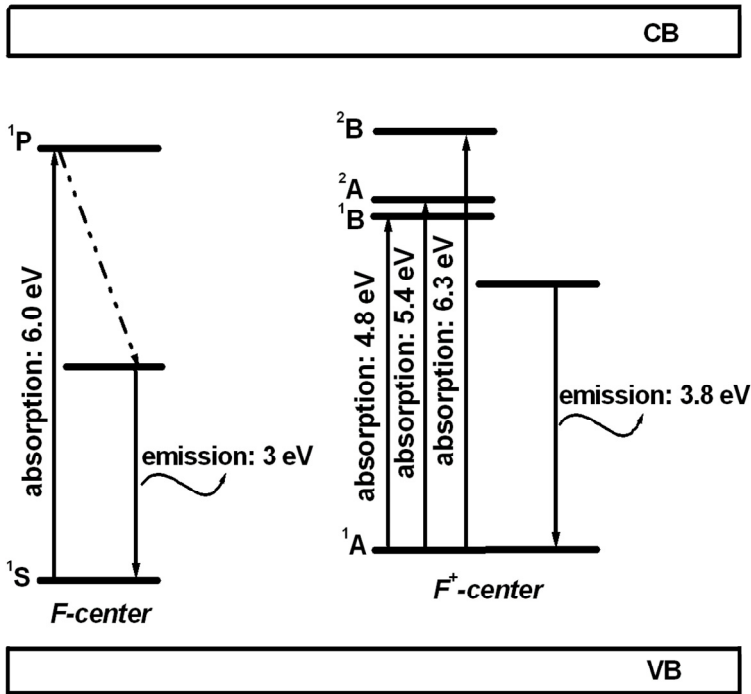 CB
¹P
absorption: 6.0 eV
emission: 3 eV
¹S
F-center
²B
²A
¹B
absorption: 4.8 eV
absorption: 5.4 eV
absorption: 6.3 eV
emission: 3.8 eV
¹A
F⁺-center
VB